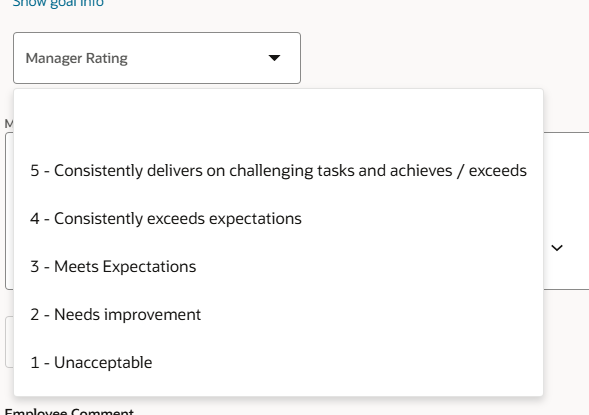 Show goal info
Manager Rating
M
5 - Consistently delivers on challenging tasks and achieves / exceeds
4 - Consistently exceeds expectations
3 - Meets Expectations
2 - Needs improvement
1 - Unacceptable
Employee Comment